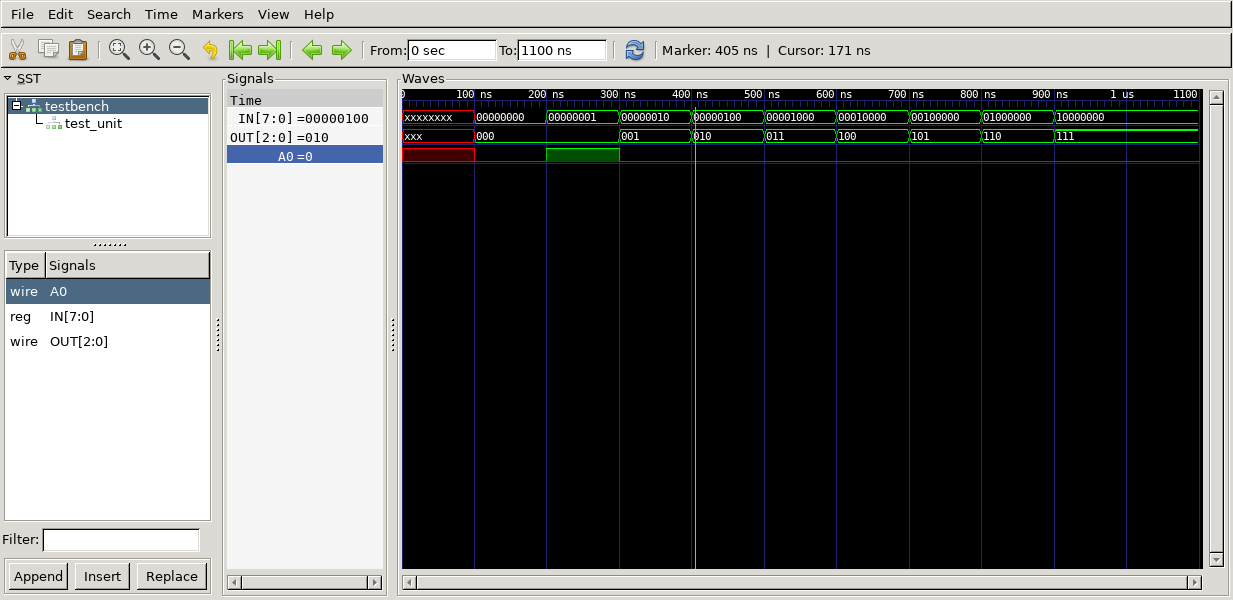 File Edit Search Time Markers View Help
From: 0 sec To: 1100 ns Marker: 405 ns | Cursor: 171 ns
SST
testbench
test_unit
Type Signals
wire A0
reg IN[7:0]
wire OUT[2:0]
Filter:
Append Insert Replace
Signals
Time
IN[7:0] =00000100
OUT[2:0] =010
A0 =0
Waves
0 100 ns 200 ns 300 ns 400 ns 500 ns 600 ns 700 ns 800 ns 900 ns 1 us 1100
xxxxxxxx 00000000 00000001 00000010 00000100 00001000 00010000 00100000 01000000 10000000
xxx 000 001 010 011 100 101 110 111